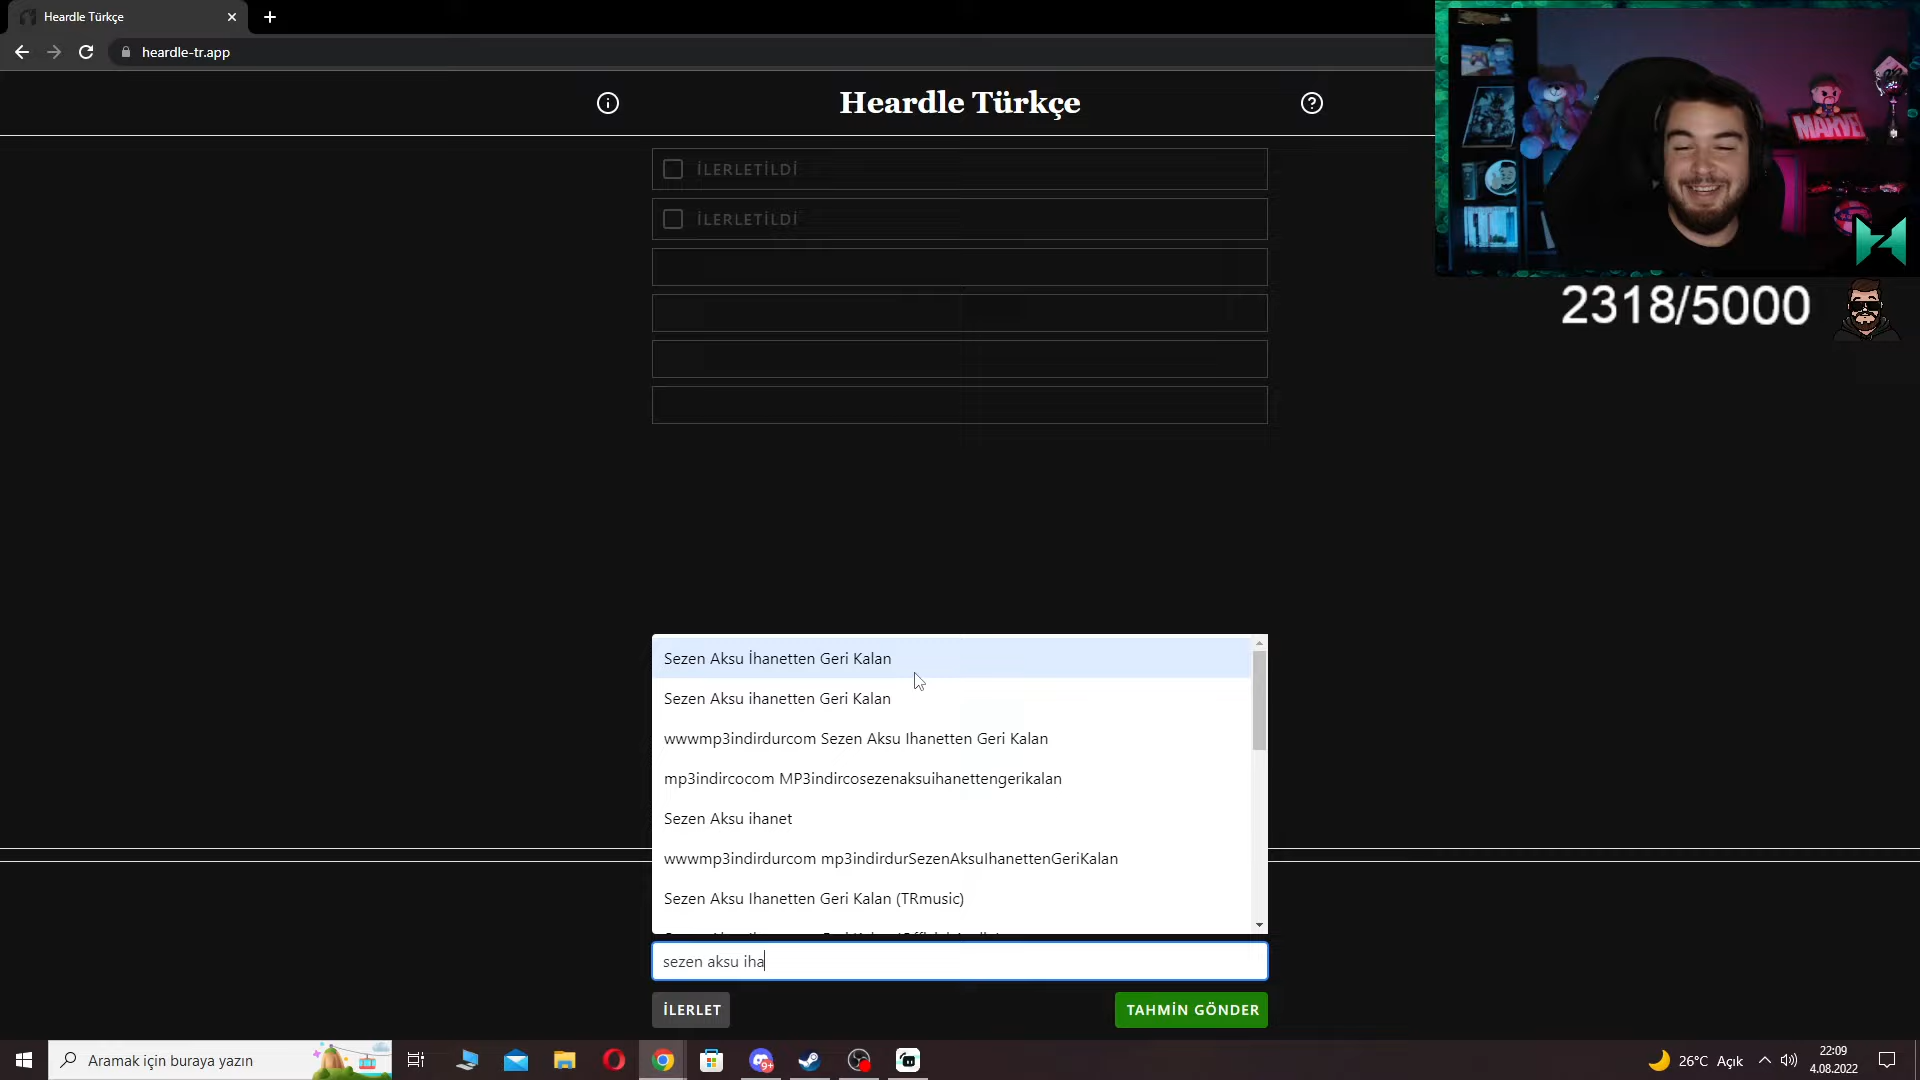 Heardle Türkçe
heardle-tr.app
Heardle Türkçe
MARVEL
İLERLETİLDİ
İLERLETİLDİ
2318/5000
Sezen Aksu İhanetten Geri Kalan
Sezen Aksu ihanetten Geri Kalan
wwwmp3indirdurcom Sezen Aksu Ihanetten Geri Kalan
mp3indircocom MP3indircosezenaksuihanettengerikalan
Sezen Aksu ihanet
wwwmp3indirdurcom mp3indirdurSezenAksuIhanettenGeriKalan
Sezen Aksu Ihanetten Geri Kalan (TRmusic)
sezen aksu iha
İLERLET
TAHMİN GÖNDER
Aramak için buraya yazın
9+
26°C Açık
22:09
4.08.2022